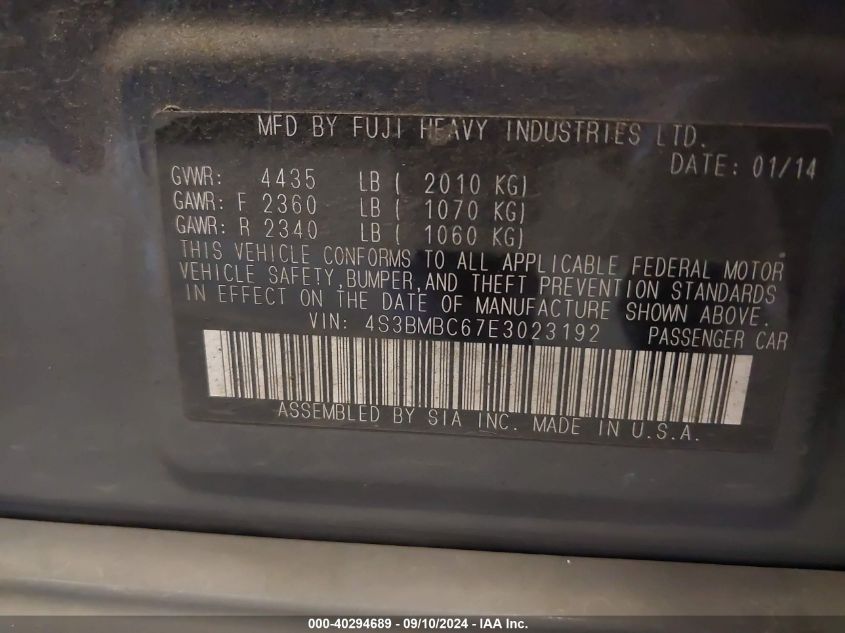 MFD BY FUJI HEAVY INDUSTRIES LTD.
DATE: 01/14
GVWR: 4435 LB ( 2010 KG)
GAWR: F 2360 LB ( 1070 KG)
GAWR: R 2340 LB ( 1060 KG)
THIS VEHICLE CONFORMS TO ALL APPLICABLE FEDERAL MOTOR
VEHICLE SAFETY, BUMPER, AND THEFT PREVENTION STANDARDS
IN EFFECT ON THE DATE OF MANUFACTURE SHOWN ABOVE.
VIN: 4S3BMBC67E3023192 PASSENGER CAR
ASSEMBLED BY SIA INC. MADE IN U.S.A.
000-40294689 - 09/10/2024 - IAA Inc.